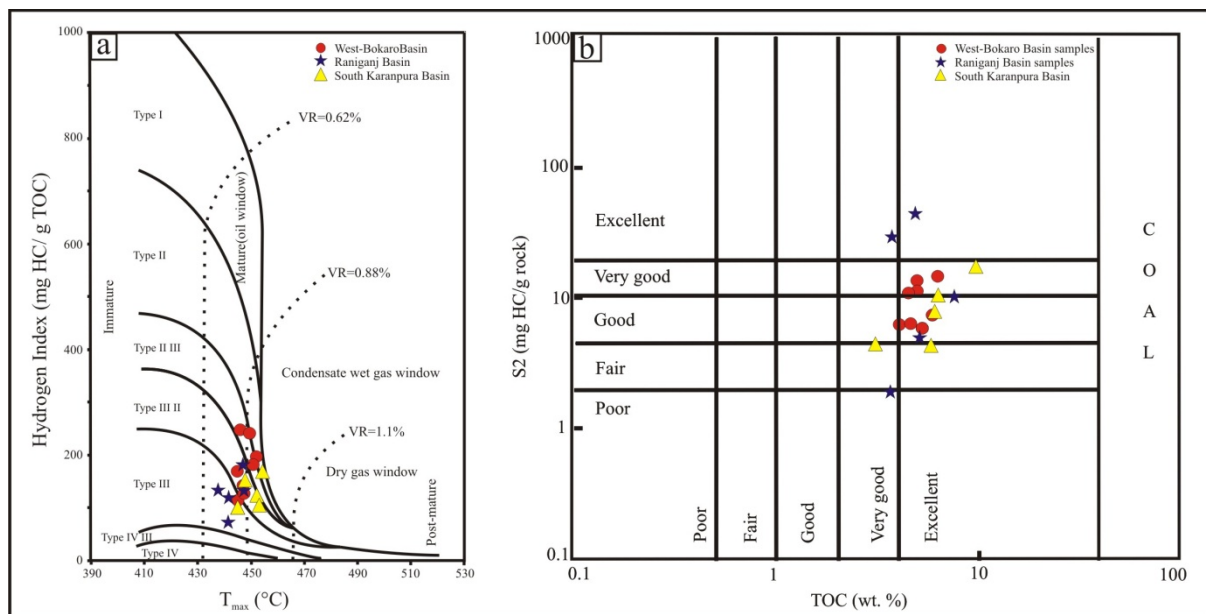 a
West-BokaroBasin
Raniganj Basin
South Karanpura Basin
Hydrogen Index (mg HC/ g TOC)
1000
800
600
400
200
0
Type I
Type II
Type II III
Type III II
Type III
Type IV III
Type IV
Immature
Mature(oil window)
VR=0.62%
VR=0.88%
Condensate wet gas window
VR=1.1%
Dry gas window
Post-mature
390
410
430
450
470
490
510
530
Tmax (°C)
b
West-Bokaro Basin samples
Raniganj Basin samples
South Karanpura Basin
S2 (mg HC/g rock)
1000
100
10
1
0.1
Excellent
Very good
Good
Fair
Poor
Poor
Fair
Good
Very good
Excellent
C
O
A
L
0.1
1
10
100
TOC (wt. %)